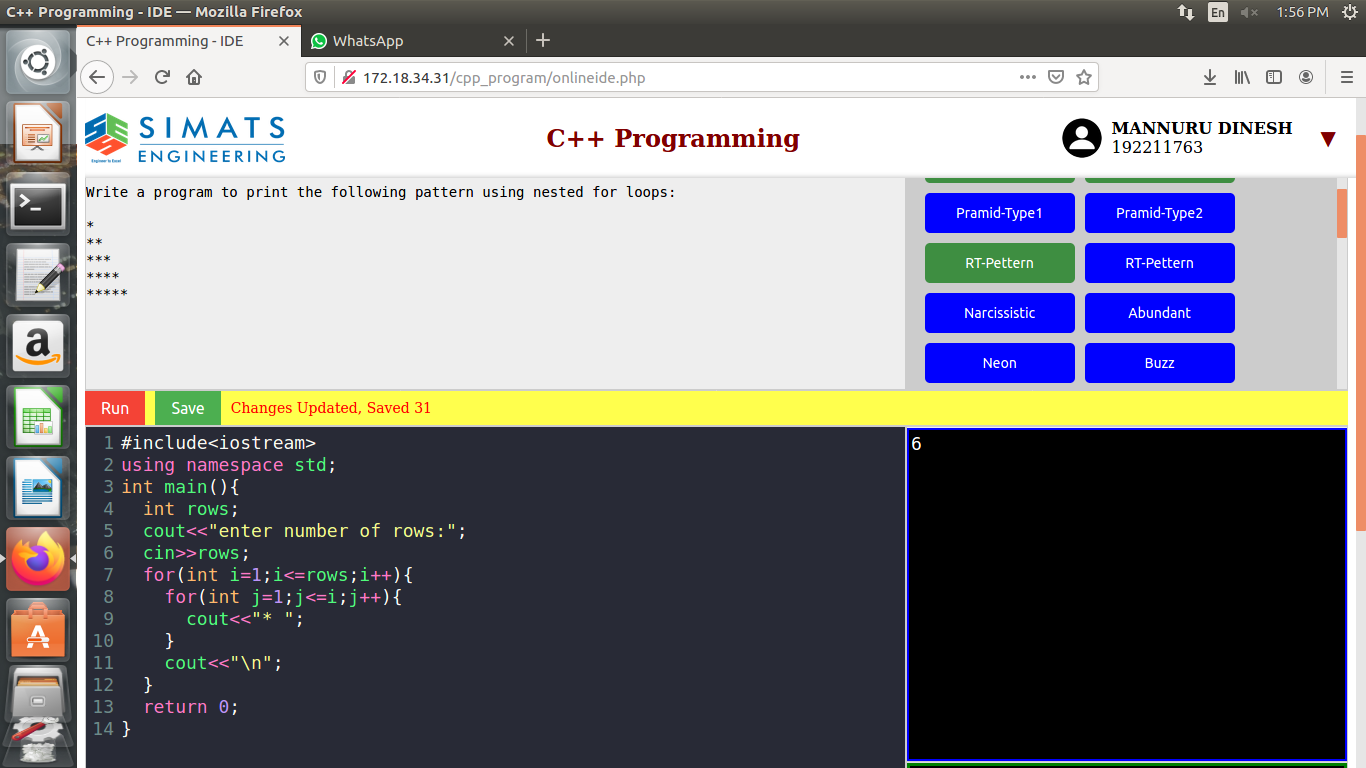 C++ Programming - IDE — Mozilla Firefox
En
1:56 PM
C++ Programming - IDE
WhatsApp
172.18.34.31/cpp_program/onlineide.php
SIMATS
ENGINEERING
Engineer to Excel
C++ Programming
MANNURU DINESH
192211763
Write a program to print the following pattern using nested for loops:
*
**
***
****
*****
Pramid-Type1
Pramid-Type2
RT-Pettern
RT-Pettern
Narcissistic
Abundant
Neon
Buzz
Run
Save
Changes Updated, Saved 31
1 #include<iostream>
2 using namespace std;
3 int main(){
4   int rows;
5   cout<<"enter number of rows:";
6   cin>>rows;
7   for(int i=1;i<=rows;i++){
8     for(int j=1;j<=i;j++){
9       cout<<"* ";
10     }
11     cout<<"\n";
12   }
13   return 0;
14 }
6